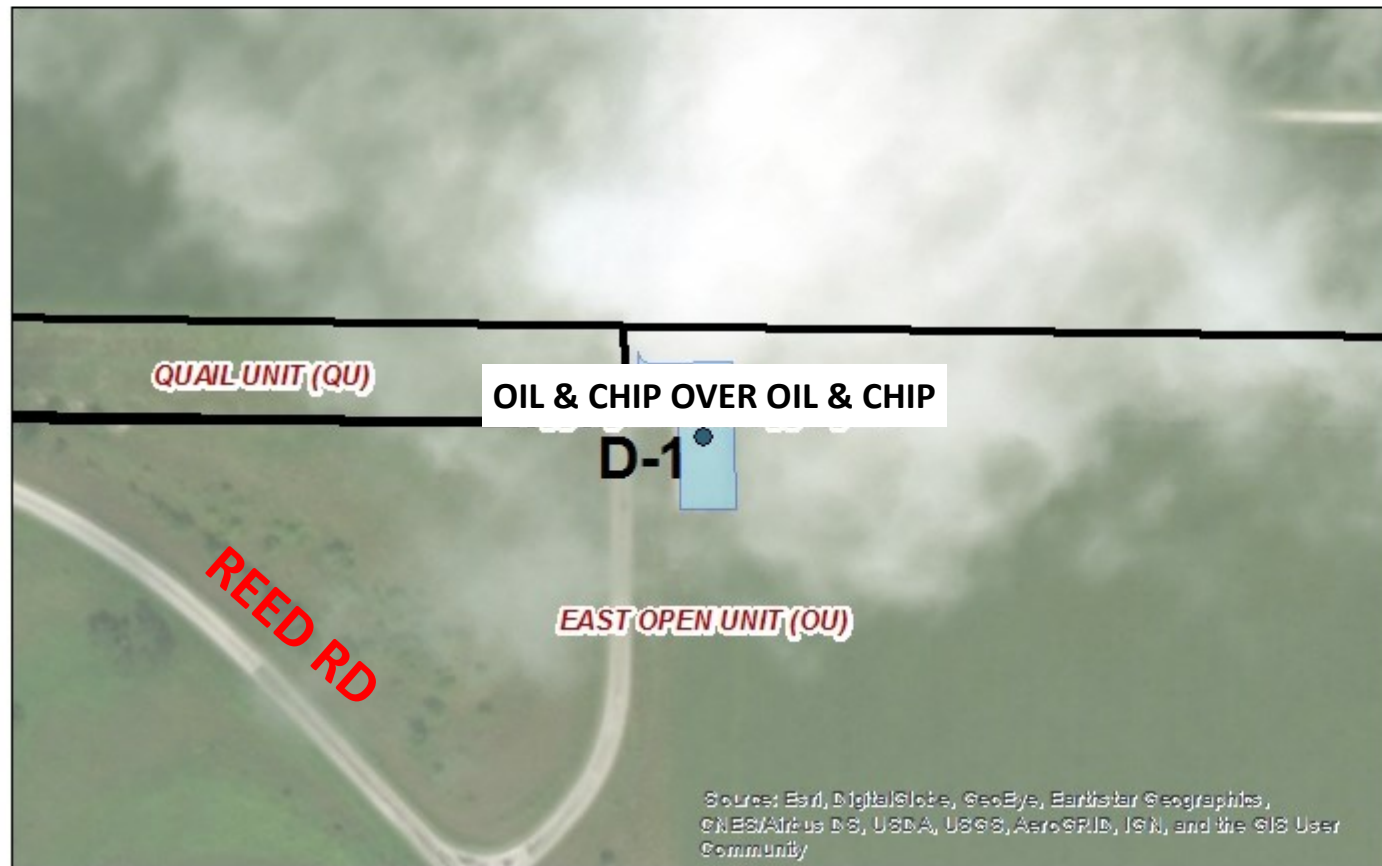 QUAIL UNIT (QU)
OIL & CHIP OVER OIL & CHIP
D-1
REED RD
EAST OPEN UNIT (OU)
Source: Esri, DigitalGlobe, GeoEye, Earthstar Geographics,
CNES/Airbus DS, USDA, USGS, AeroGRID, IGN, and the GIS User
Community